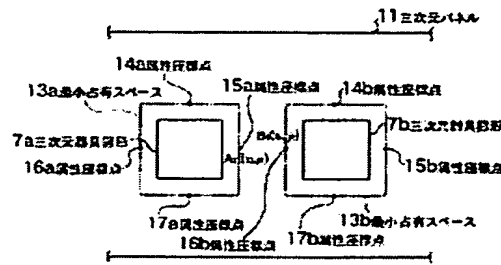 11三次元パネル
14a属性座標点
15a属性座標点
14b属性座標点
13a最小占有スペース
7a三次元器具図形
7b三次元器具図形
16a属性座標点
15b属性座標点
17a属性座標点
13b最小占有スペース
16b属性座標点
17b属性座標点